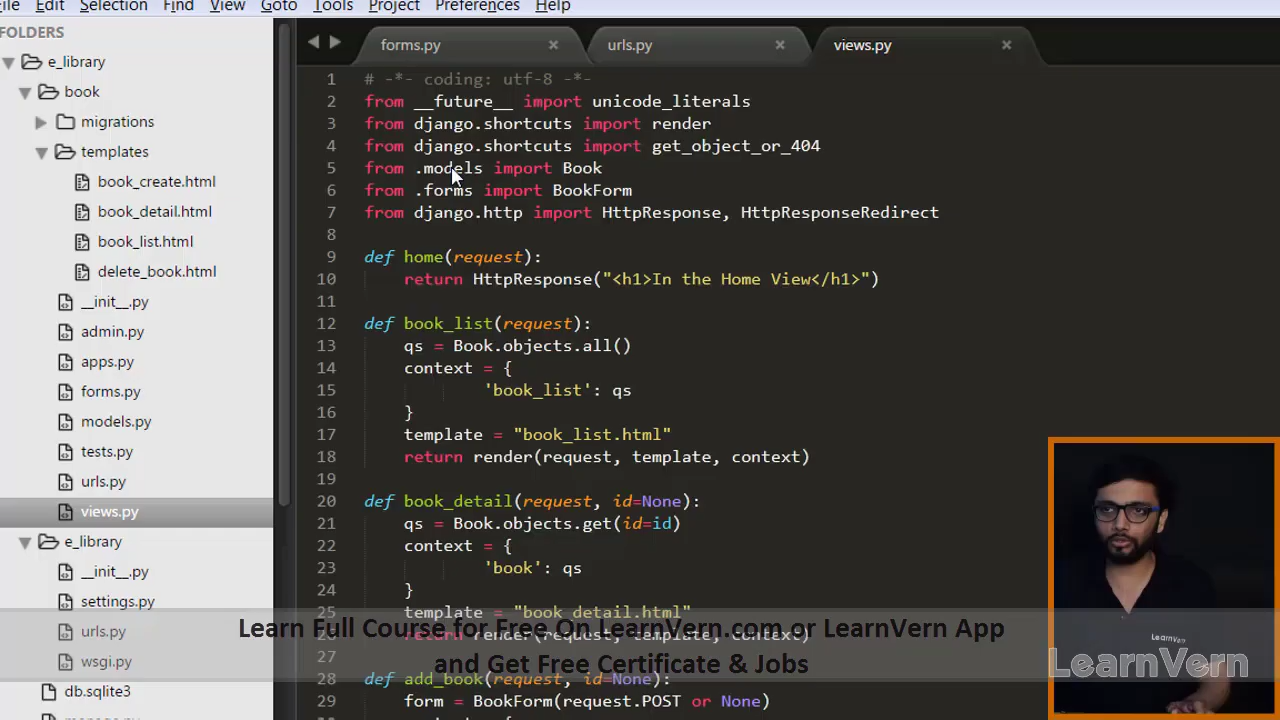 File Edit Selection Find View Goto Tools Project Preferences Help
FOLDERS
e_library
book
migrations
templates
book_create.html
book_detail.html
book_list.html
delete_book.html
__init__.py
admin.py
apps.py
forms.py
models.py
tests.py
urls.py
views.py
e_library
__init__.py
settings.py
urls.py
wsgi.py
db.sqlite3
forms.py urls.py views.py
1 # -*- coding: utf-8 -*-
2 from __future__ import unicode_literals
3 from django.shortcuts import render
4 from django.shortcuts import get_object_or_404
5 from .models import Book
6 from .forms import BookForm
7 from django.http import HttpResponse, HttpResponseRedirect
8
9 def home(request):
10 return HttpResponse("<h1>In the Home View</h1>")
11
12 def book_list(request):
13 qs = Book.objects.all()
14 context = {
15 'book_list': qs
16 }
17 template = "book_list.html"
18 return render(request, template, context)
19
20 def book_detail(request, id=None):
21 qs = Book.objects.get(id=id)
22 context = {
23 'book': qs
24 }
25 template = "book_detail.html"
26 return render(request, template, context)
27
28 def add_book(request, id=None):
29 form = BookForm(request.POST or None)
Learn Full Course for Free On LearnVern.com or LearnVern App
and Get Free Certificate & Jobs
LearnVern
LearnVern